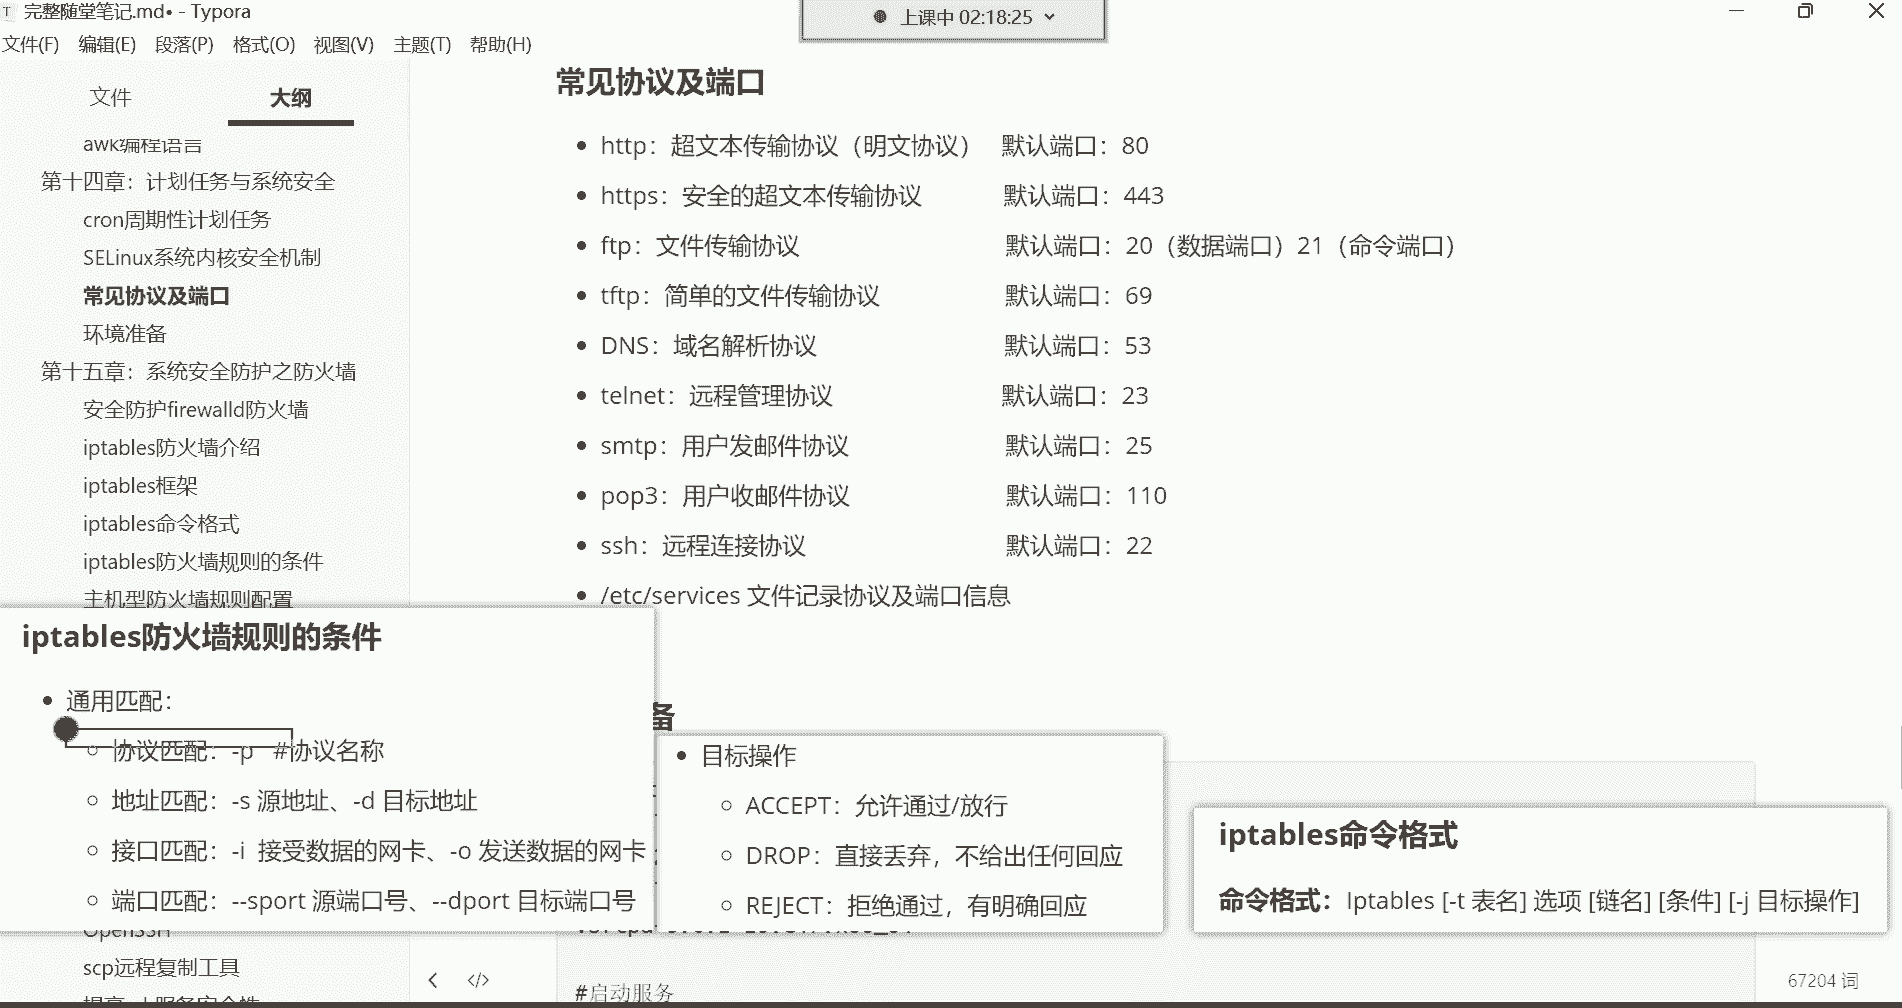 完整随堂笔记.md• - Typora
上课中 02:18:25
文件(F) 编辑(E) 段落(P) 格式(O) 视图(V) 主题(T) 帮助(H)
文件 大纲
awk编程语言
第十四章：计划任务与系统安全
cron周期性计划任务
SELinux系统内核安全机制
常见协议及端口
环境准备
第十五章：系统安全防护之防火墙
安全防护firewalld防火墙
iptables防火墙介绍
iptables框架
iptables命令格式
iptables防火墙规则的条件
主机型防火墙规则配置
常见协议及端口
http：超文本传输协议（明文协议） 默认端口：80
https：安全的超文本传输协议 默认端口：443
ftp：文件传输协议 默认端口：20（数据端口）21（命令端口）
tftp：简单的文件传输协议 默认端口：69
DNS：域名解析协议 默认端口：53
telnet：远程管理协议 默认端口：23
smtp：用户发邮件协议 默认端口：25
pop3：用户收邮件协议 默认端口：110
ssh：远程连接协议 默认端口：22
/etc/services 文件记录协议及端口信息
备
iptables防火墙规则的条件
通用匹配：
协议匹配：-p #协议名称
地址匹配：-s 源地址、-d 目标地址
接口匹配：-i 接受数据的网卡、-o 发送数据的网卡
端口匹配：--sport 源端口号、--dport 目标端口号
目标操作
ACCEPT：允许通过/放行
DROP：直接丢弃，不给出任何回应
REJECT：拒绝通过，有明确回应
iptables命令格式
命令格式：Iptables [-t 表名] 选项 [链名] [条件] [-j 目标操作]
OpenSSH
scp远程复制工具
#启动服务
67204 词